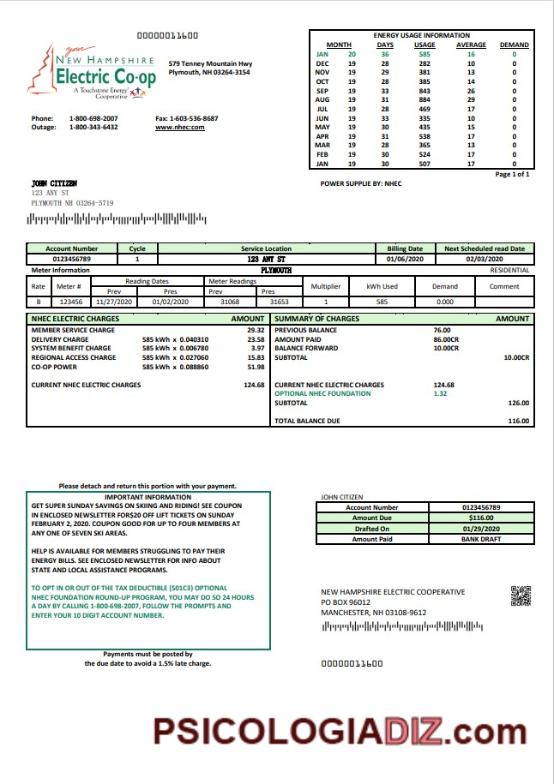 00000011600
your
NEW HAMPSHIRE
Electric Co·op
A Touchstone Energy®
Cooperative
579 Tenney Mountain Hwy
Plymouth, NH 03264-3154
Phone: 1-800-698-2007 Fax: 1-603-536-8687
Outage: 1-800-343-6432 www.nhec.com
ENERGY USAGE INFORMATION
MONTH DAYS USAGE AVERAGE DEMAND
JAN 20 36 585 16 0
DEC 19 28 282 10 0
NOV 19 29 381 13 0
OCT 19 28 385 14 0
SEP 19 33 843 26 0
AUG 19 31 884 29 0
JUL 19 28 469 17 0
JUN 19 33 335 10 0
MAY 19 30 435 15 0
APR 19 31 538 17 0
MAR 19 28 365 13 0
FEB 19 30 524 17 0
JAN 19 30 507 17 0
Page 1 of 1
POWER SUPPLIE BY: NHEC
JOHN CITIZEN
123 ANY ST
PLYMOUTH NH 03264-5719
Account Number Cycle Service Location Billing Date Next Scheduled read Date
0123456789 1 123 ANY ST 01/06/2020 02/03/2020
Meter Information PLYMOUTH RESIDENTIAL
Rate Meter # Reading Dates Meter Readings Multiplier kWh Used Demand Comment
Prev Pres Prev Pres
B 123456 11/27/2020 01/02/2020 31068 31653 1 585 0.000
NHEC ELECTRIC CHARGES AMOUNT
MEMBER SERVICE CHARGE 29.32
DELIVERY CHARGE 585 kWh x 0.040310 23.58
SYSTEM BENEFIT CHARGE 585 kWh x 0.006780 3.97
REGIONAL ACCESS CHARGE 585 kWh x 0.027060 15.83
CO-OP POWER 585 kWh x 0.088860 51.98
CURRENT NHEC ELECTRIC CHARGES 124.68
SUMMARY OF CHARGES AMOUNT
PREVIOUS BALANCE 76.00
AMOUNT PAID 86.00CR
BALANCE FORWARD 10.00CR
SUBTOTAL 10.00CR
CURRENT NHEC ELECTRIC CHARGES 124.68
OPTIONAL NHEC FOUNDATION 1.32
SUBTOTAL 126.00
TOTAL BALANCE DUE 116.00
Please detach and return this portion with your payment.
IMPORTANT INFORMATION
GET SUPER SUNDAY SAVINGS ON SKIING AND RIDING! SEE COUPON
IN ENCLOSED NEWSLETTER FOR$20 OFF LIFT TICKETS ON SUNDAY
FEBRUARY 2, 2020. COUPON GOOD FOR UP TO FOUR MEMBERS AT
ANY ONE OF SEVEN SKI AREAS.
HELP IS AVAILABLE FOR MEMBERS STRUGGLING TO PAY THEIR
ENERGY BILLS. SEE ENCLOSED NEWSLETTER FOR INFO ABOUT
STATE AND LOCAL ASSISTANCE PROGRAMS.
TO OPT IN OR OUT OF THE TAX DEDUCTIBLE (501C3) OPTIONAL
NHEC FOUNDATION ROUND-UP PROGRAM, YOU MAY DO SO 24 HOURS
A DAY BY CALLING 1-800-698-2007, FOLLOW THE PROMPTS AND
ENTER YOUR 10 DIGIT ACCOUNT NUMBER.
Payments must be posted by
the due date to avoid a 1.5% late charge.
JOHN CITIZEN
Account Number 0123456789
Amount Due $116.00
Drafted On 01/29/2020
Amount Paid BANK DRAFT
NEW HAMPSHIRE ELECTRIC COOPERATIVE
PO BOX 96012
MANCHESTER, NH 03108-9612
00000011600
PSICOLOGIADIZ.com